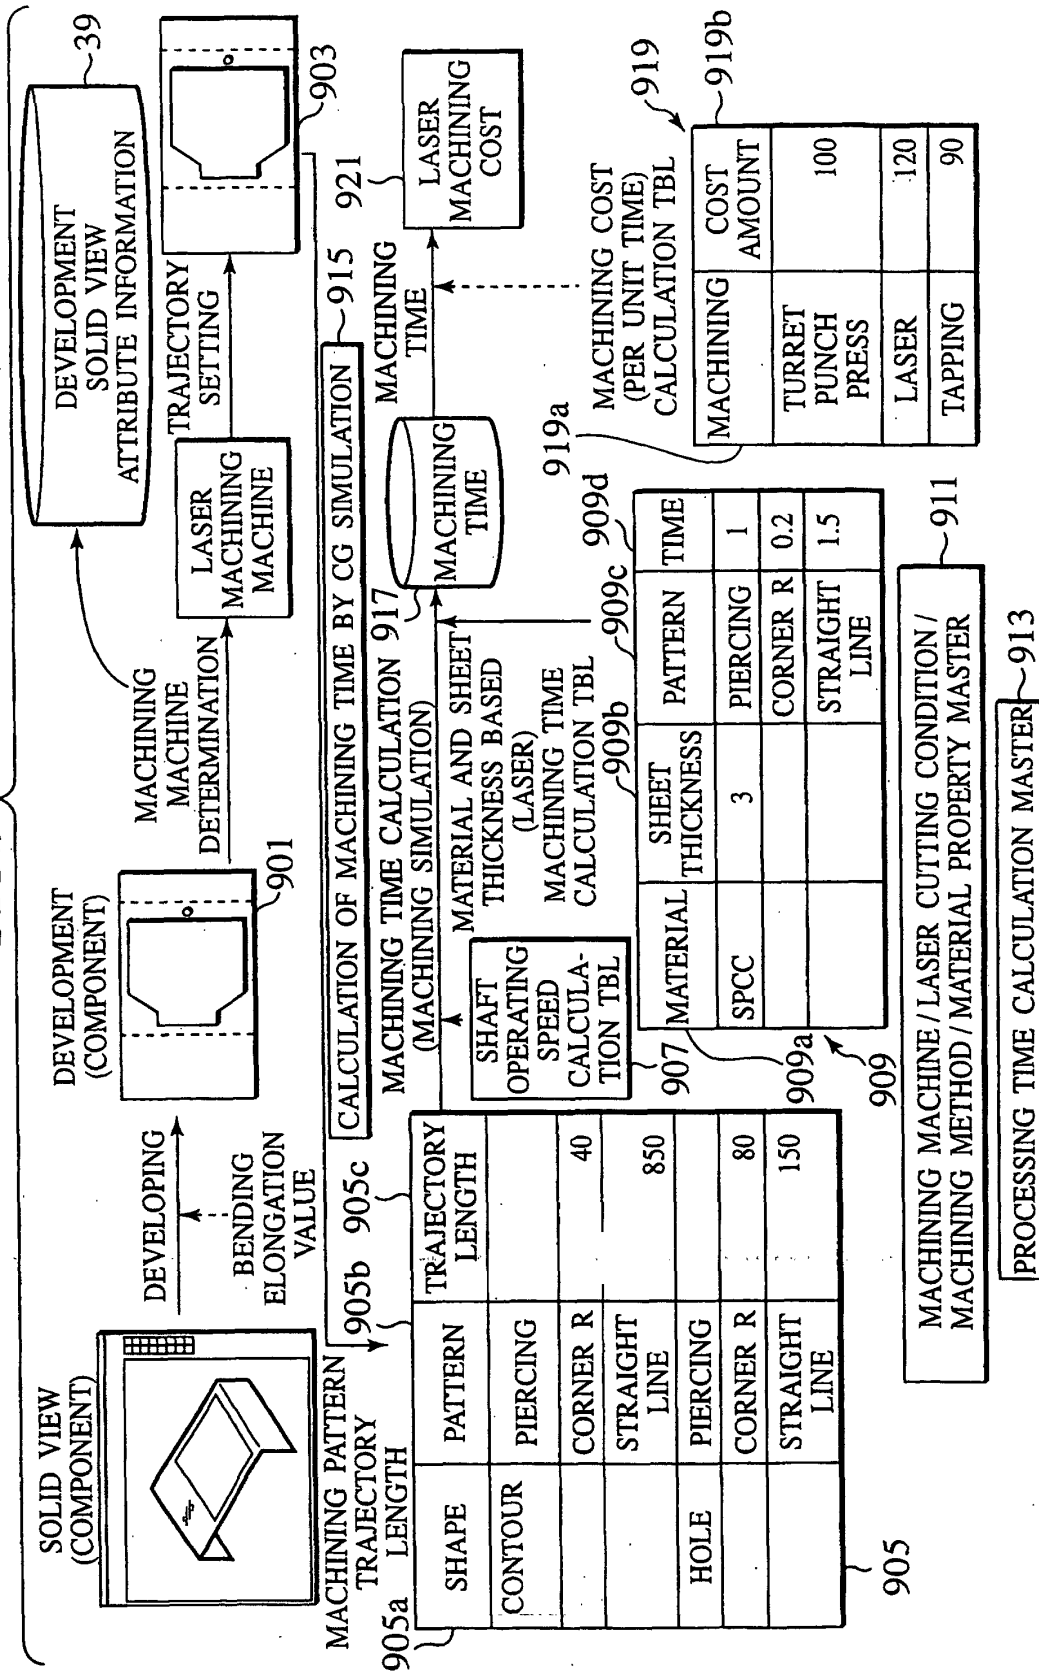 SOLID VIEW
(COMPONENT)
DEVELOPING
BENDING
ELONGATION
VALUE
DEVELOPMENT
(COMPONENT)
901
MACHINING
MACHINE
DETERMINATION
LASER
MACHINING
MACHINE
DEVELOPMENT
SOLID VIEW
ATTRIBUTE INFORMATION
39
TRAJECTORY
SETTING
903
CALCULATION OF MACHINING TIME BY CG SIMULATION
915
MACHINING PATTERN
TRAJECTORY
LENGTH
905a
905b
905c
SHAPE
PATTERN
TRAJECTORY
LENGTH
CONTOUR
PIERCING
CORNER R
40
STRAIGHT
LINE
850
HOLE
PIERCING
CORNER R
80
STRAIGHT
LINE
150
905
MACHINING TIME CALCULATION
(MACHINING SIMULATION)
917
SHAFT
OPERATING
SPEED
CALCULA-
TION TBL
907
MATERIAL AND SHEET
THICKNESS BASED
(LASER)
MACHINING TIME
CALCULATION TBL
909b
909c
909d
MATERIAL
SHEET
THICKNESS
PATTERN
TIME
SPCC
3
PIERCING
1
CORNER R
0.2
STRAIGHT
LINE
1.5
909a
909
MACHINING
TIME
MACHINING
TIME
921
LASER
MACHINING
COST
MACHINING COST
(PER UNIT TIME)
CALCULATION TBL
919
919a
919b
MACHINING
COST
AMOUNT
TURRET
PUNCH
PRESS
100
LASER
120
TAPPING
90
911
MACHINING MACHINE / LASER CUTTING CONDITION /
MACHINING METHOD / MATERIAL PROPERTY MASTER
PROCESSING TIME CALCULATION MASTER
913